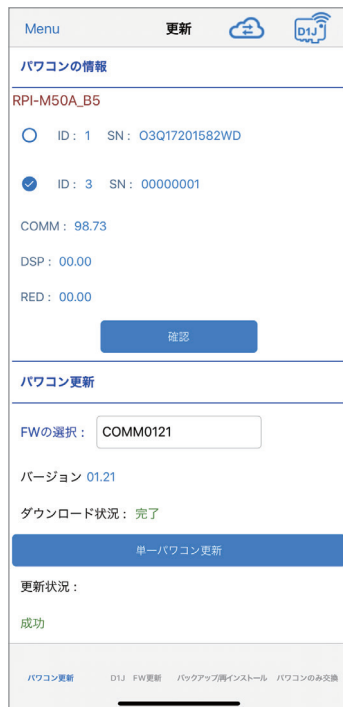 Menu 更新 D1J
パワコンの情報
RPI-M50A_B5
ID : 1 SN : O3Q17201582WD
ID : 3 SN : 00000001
COMM : 98.73
DSP : 00.00
RED : 00.00
確認
パワコン更新
FWの選択 : COMM0121
バージョン 01.21
ダウンロード状況 : 完了
単一パワコン更新
更新状況 :
成功
パワコン更新 D1J FW更新 バックアップ/再インストール パワコンのみ交換